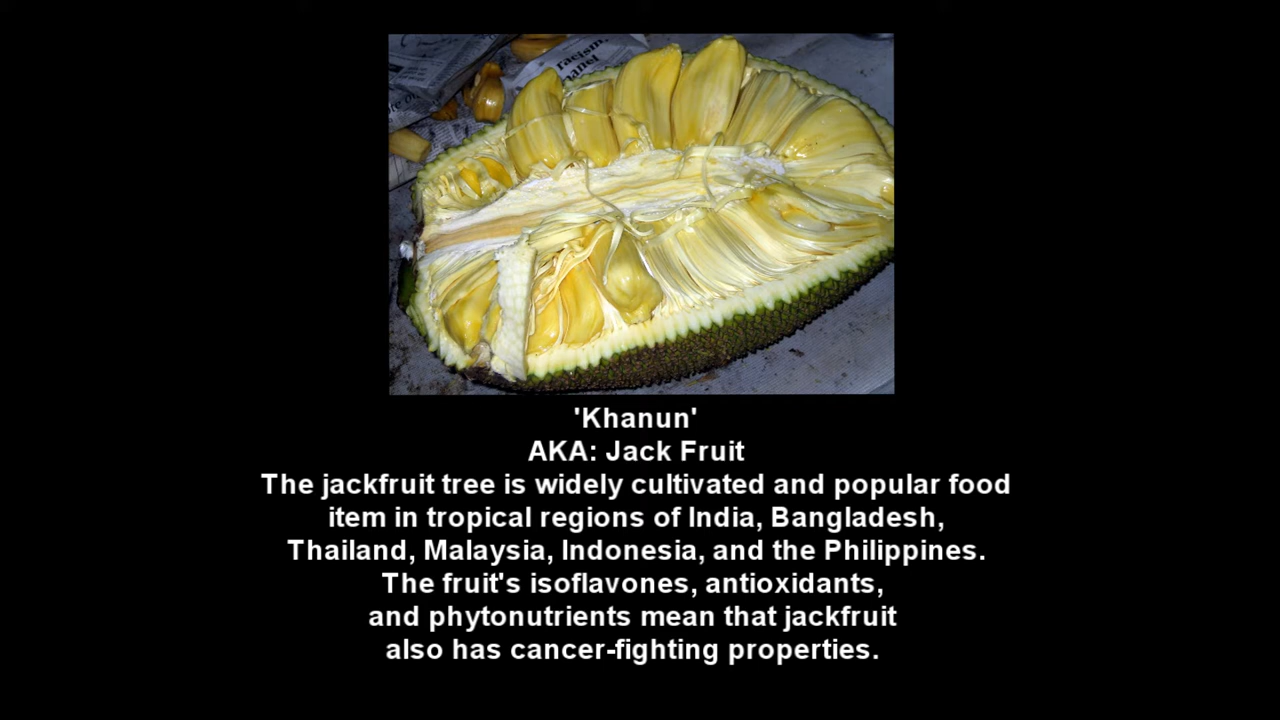 racism,
'Khanun'
AKA: Jack Fruit
The jackfruit tree is widely cultivated and popular food
item in tropical regions of India, Bangladesh,
Thailand, Malaysia, Indonesia, and the Philippines.
The fruit's isoflavones, antioxidants,
and phytonutrients mean that jackfruit
also has cancer-fighting properties.